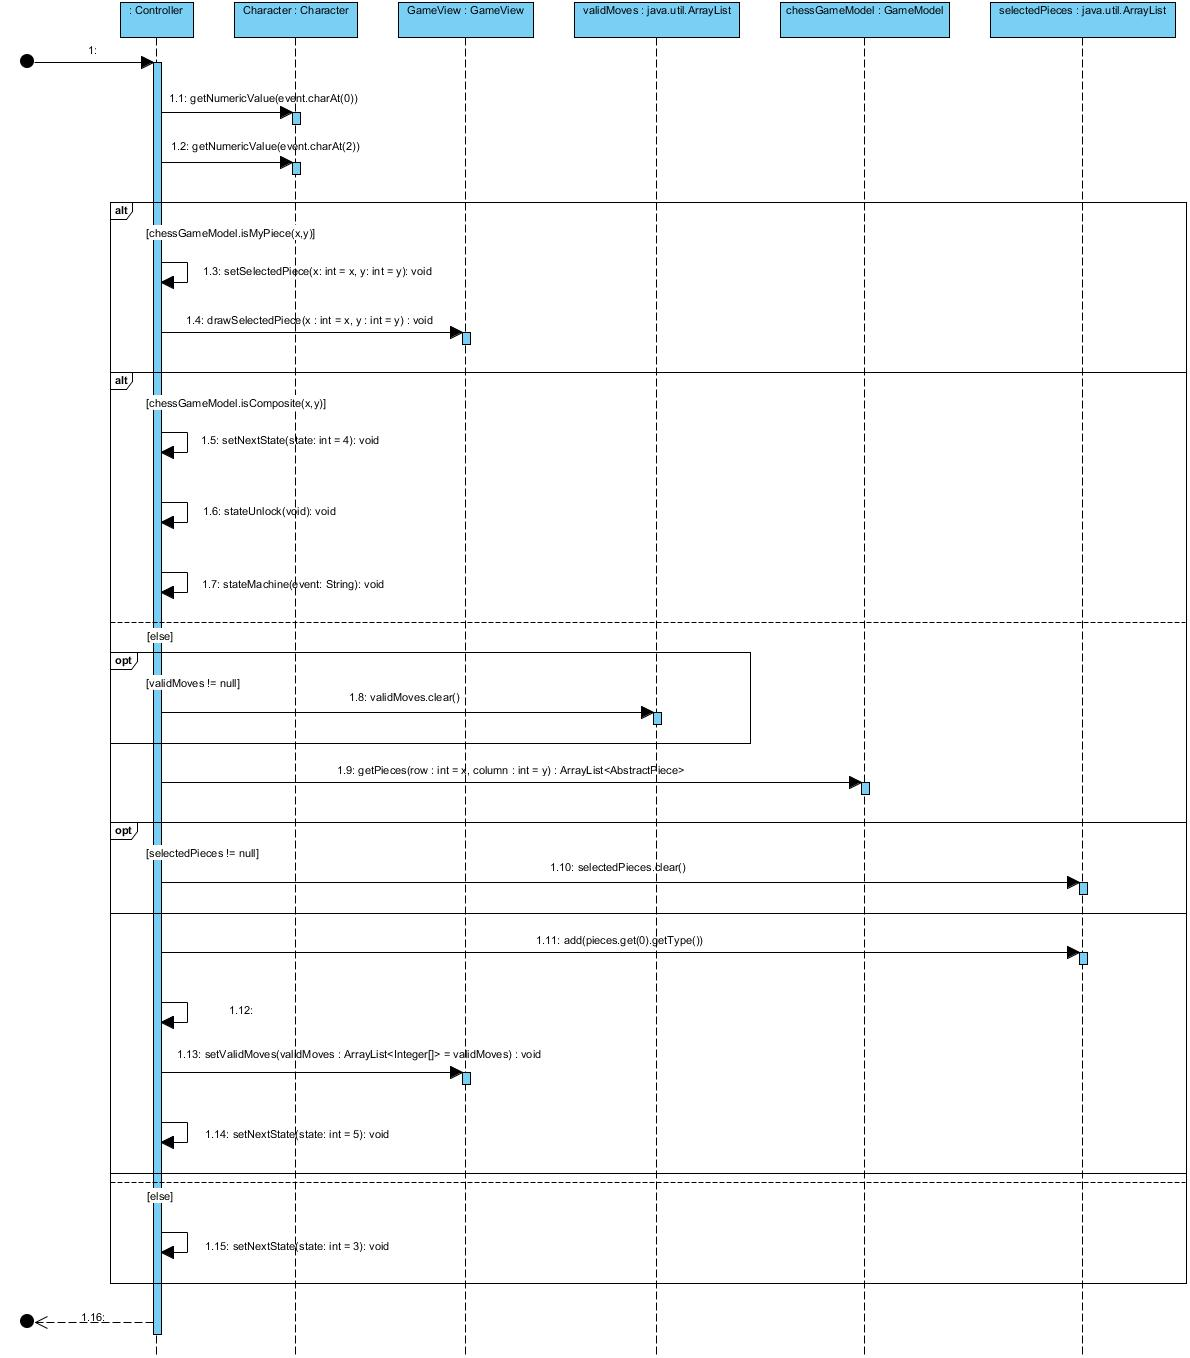 : Controller
Character : Character
GameView : GameView
validMoves : java.util.ArrayList
chessGameModel : GameModel
selectedPieces : java.util.ArrayList
1:
1.1: getNumericValue(event.charAt(0))
1.2: getNumericValue(event.charAt(2))
alt
[chessGameModel.isMyPiece(x,y)]
1.3: setSelectedPiece(x: int = x, y: int = y): void
1.4: drawSelectedPiece(x : int = x, y : int = y) : void
alt
[chessGameModel.isComposite(x,y)]
1.5: setNextState(state: int = 4): void
1.6: stateUnlock(void): void
1.7: stateMachine(event: String): void
[else]
opt
[validMoves != null]
1.8: validMoves.clear()
1.9: getPieces(row : int = x, column : int = y) : ArrayList<AbstractPiece>
opt
[selectedPieces != null]
1.10: selectedPieces.clear()
1.11: add(pieces.get(0).getType())
1.12:
1.13: setValidMoves(validMoves : ArrayList<Integer[]> = validMoves) : void
1.14: setNextState(state: int = 5): void
[else]
1.15: setNextState(state: int = 3): void
1.16: